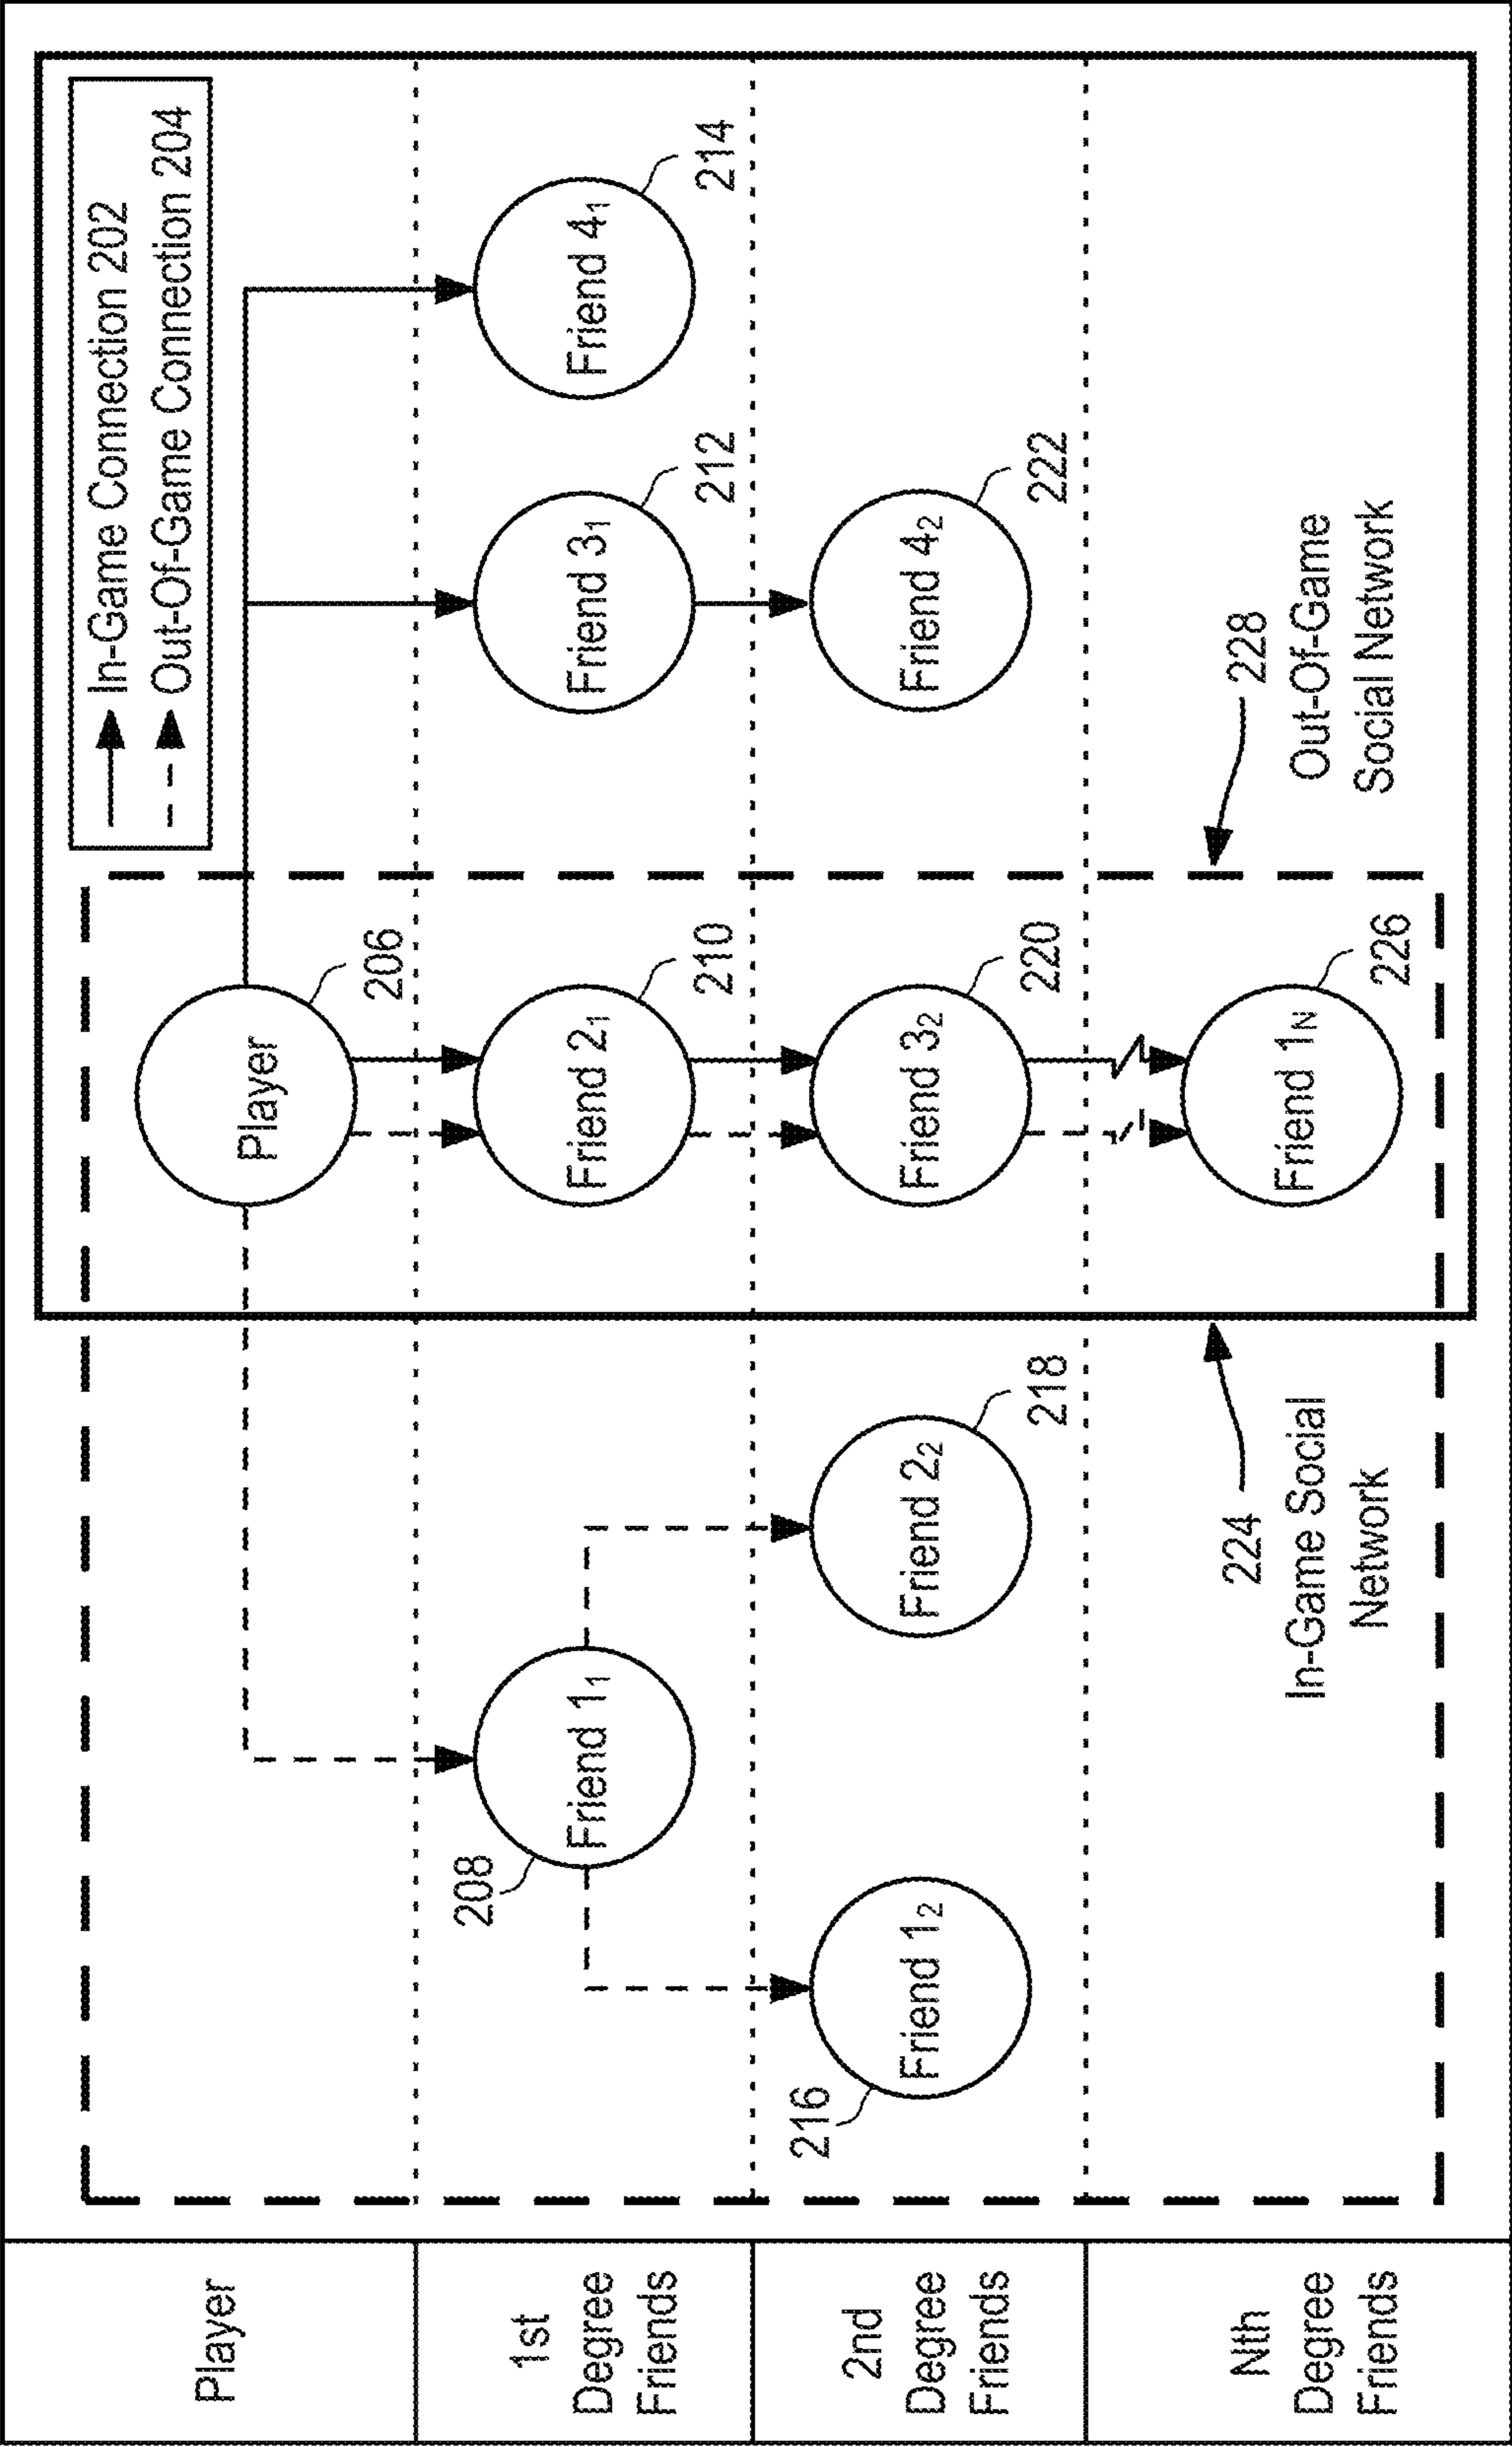 Player
1st
Degree
Friends
2nd
Degree
Friends
Nth
Degree
Friends
In-Game Connection 202
Out-Of-Game Connection 204
Player
206
208
Friend 1₁
Friend 2₁
210
Friend 3₁
212
Friend 4₁
214
216
Friend 1₂
Friend 2₂
218
Friend 3₂
220
Friend 4₂
222
224
In-Game Social
Network
Friend 1N
226
228
Out-Of-Game
Social Network